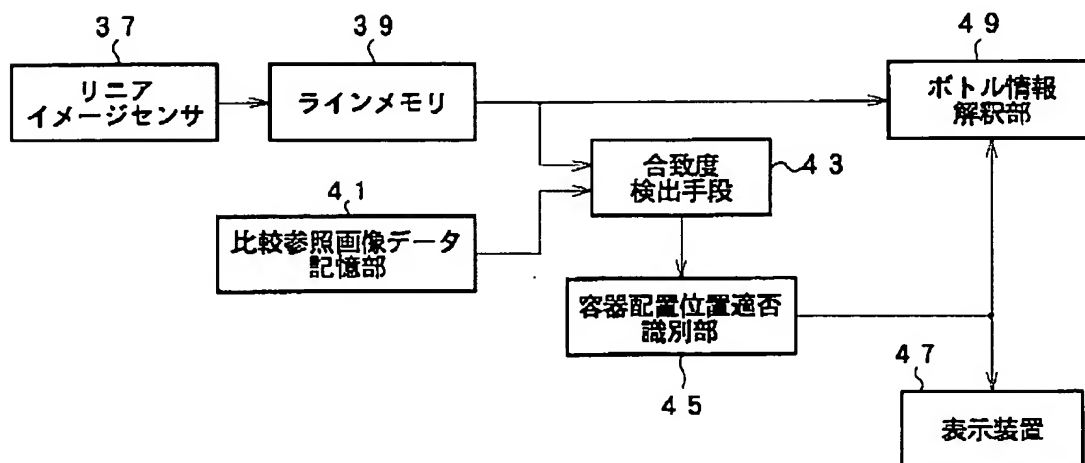 37
リニア
イメージセンサ
39
ラインメモリ
49
ボトル情報
解釈部
合致度
検出手段
43
41
比較参照画像データ
記憶部
容器配置位置適否
識別部
45
47
表示装置